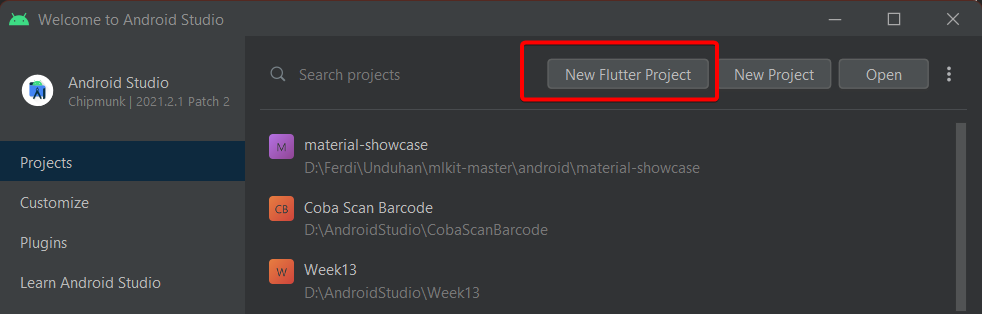 Welcome to Android Studio
Android Studio
Chipmunk | 2021.2.1 Patch 2
Projects
Customize
Plugins
Learn Android Studio
Search projects
New Flutter Project
New Project
Open
M
material-showcase
D:\Ferdi\Unduhan\mlkit-master\android\material-showcase
CB
Coba Scan Barcode
D:\AndroidStudio\CobaScanBarcode
W
Week13
D:\AndroidStudio\Week13